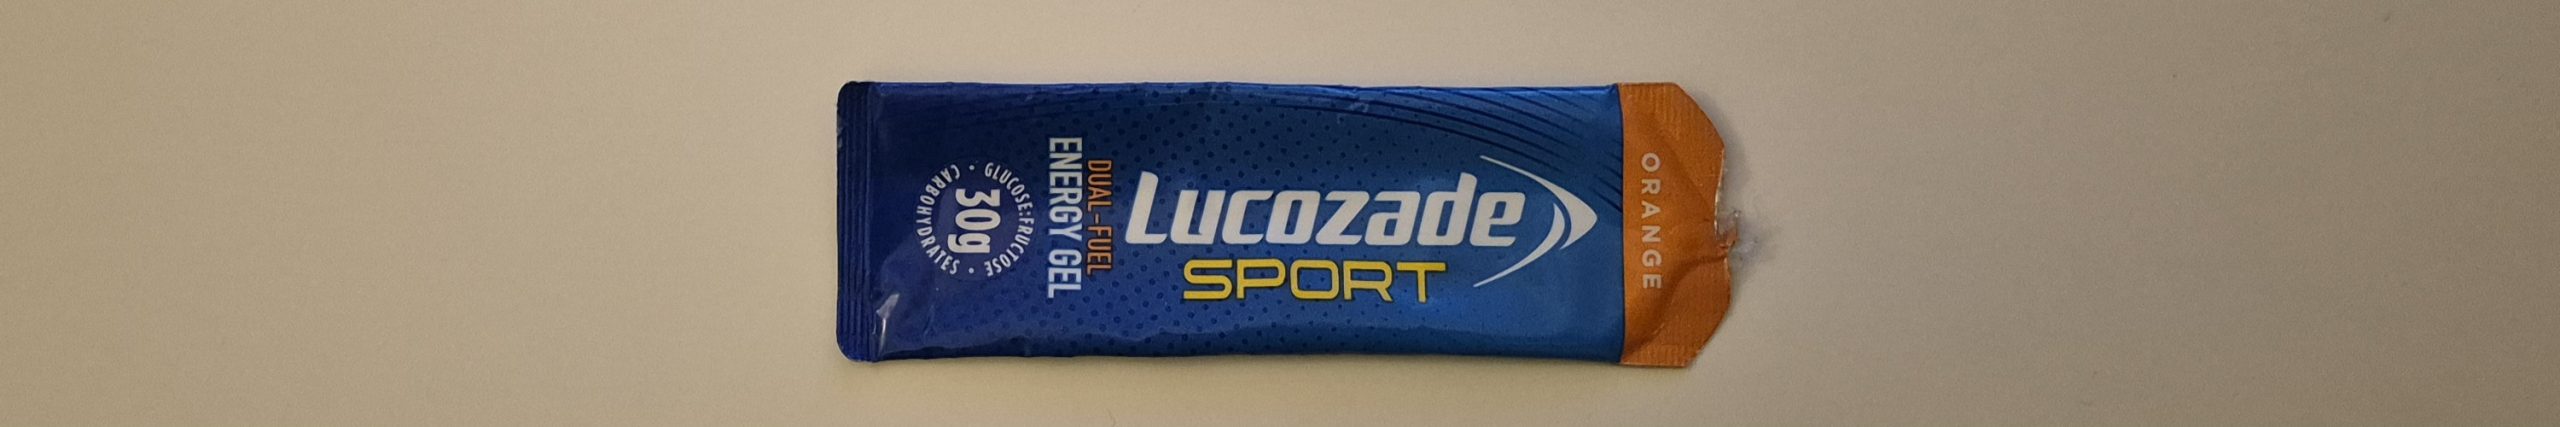 ORANGE
Lucozade
SPORT
DUAL-FUEL
ENERGY GEL
GLUCOSE:FRUCTOSE
30g
CARBOHYDRATES